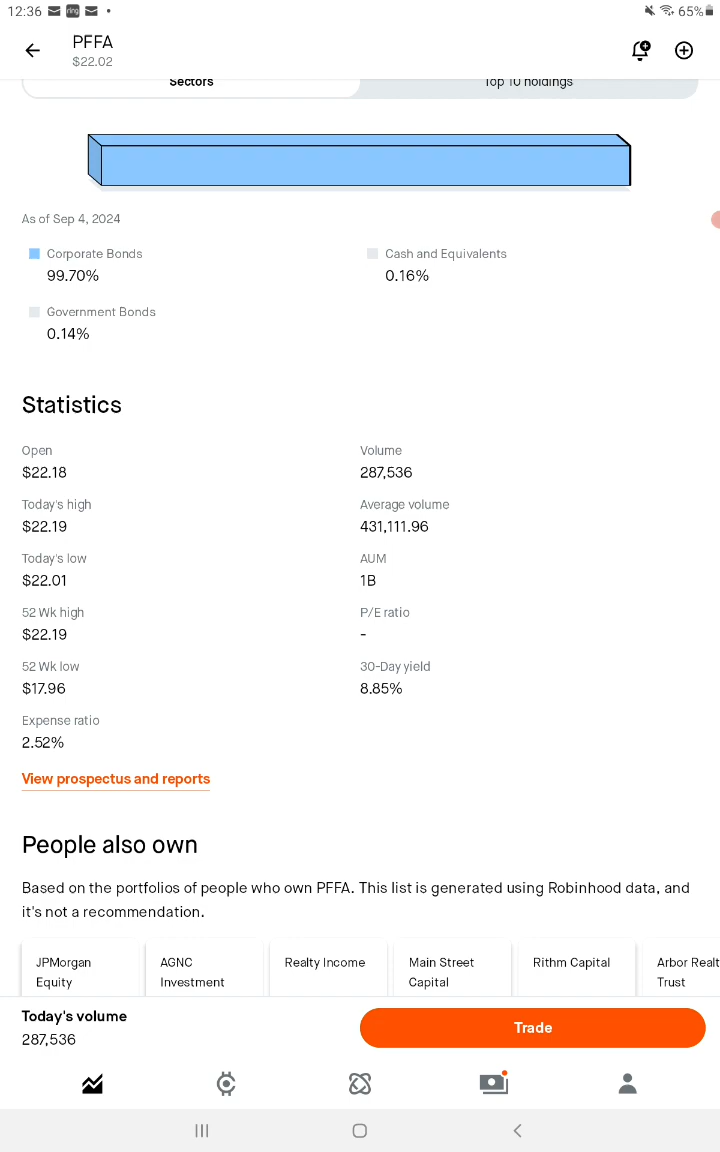 12:36 ring 65%
PFFA
$22.02
Sectors Top 10 holdings
As of Sep 4, 2024
Corporate Bonds Cash and Equivalents
99.70% 0.16%
Government Bonds
0.14%
Statistics
Open Volume
$22.18 287,536
Today's high Average volume
$22.19 431,111.96
Today's low AUM
$22.01 1B
52 Wk high P/E ratio
$22.19 -
52 Wk low 30-Day yield
$17.96 8.85%
Expense ratio
2.52%
View prospectus and reports
People also own
Based on the portfolios of people who own PFFA. This list is generated using Robinhood data, and
it's not a recommendation.
JPMorgan AGNC Realty Income Main Street Rithm Capital Arbor Realt
Equity Investment Capital Trust
Today's volume Trade
287,536